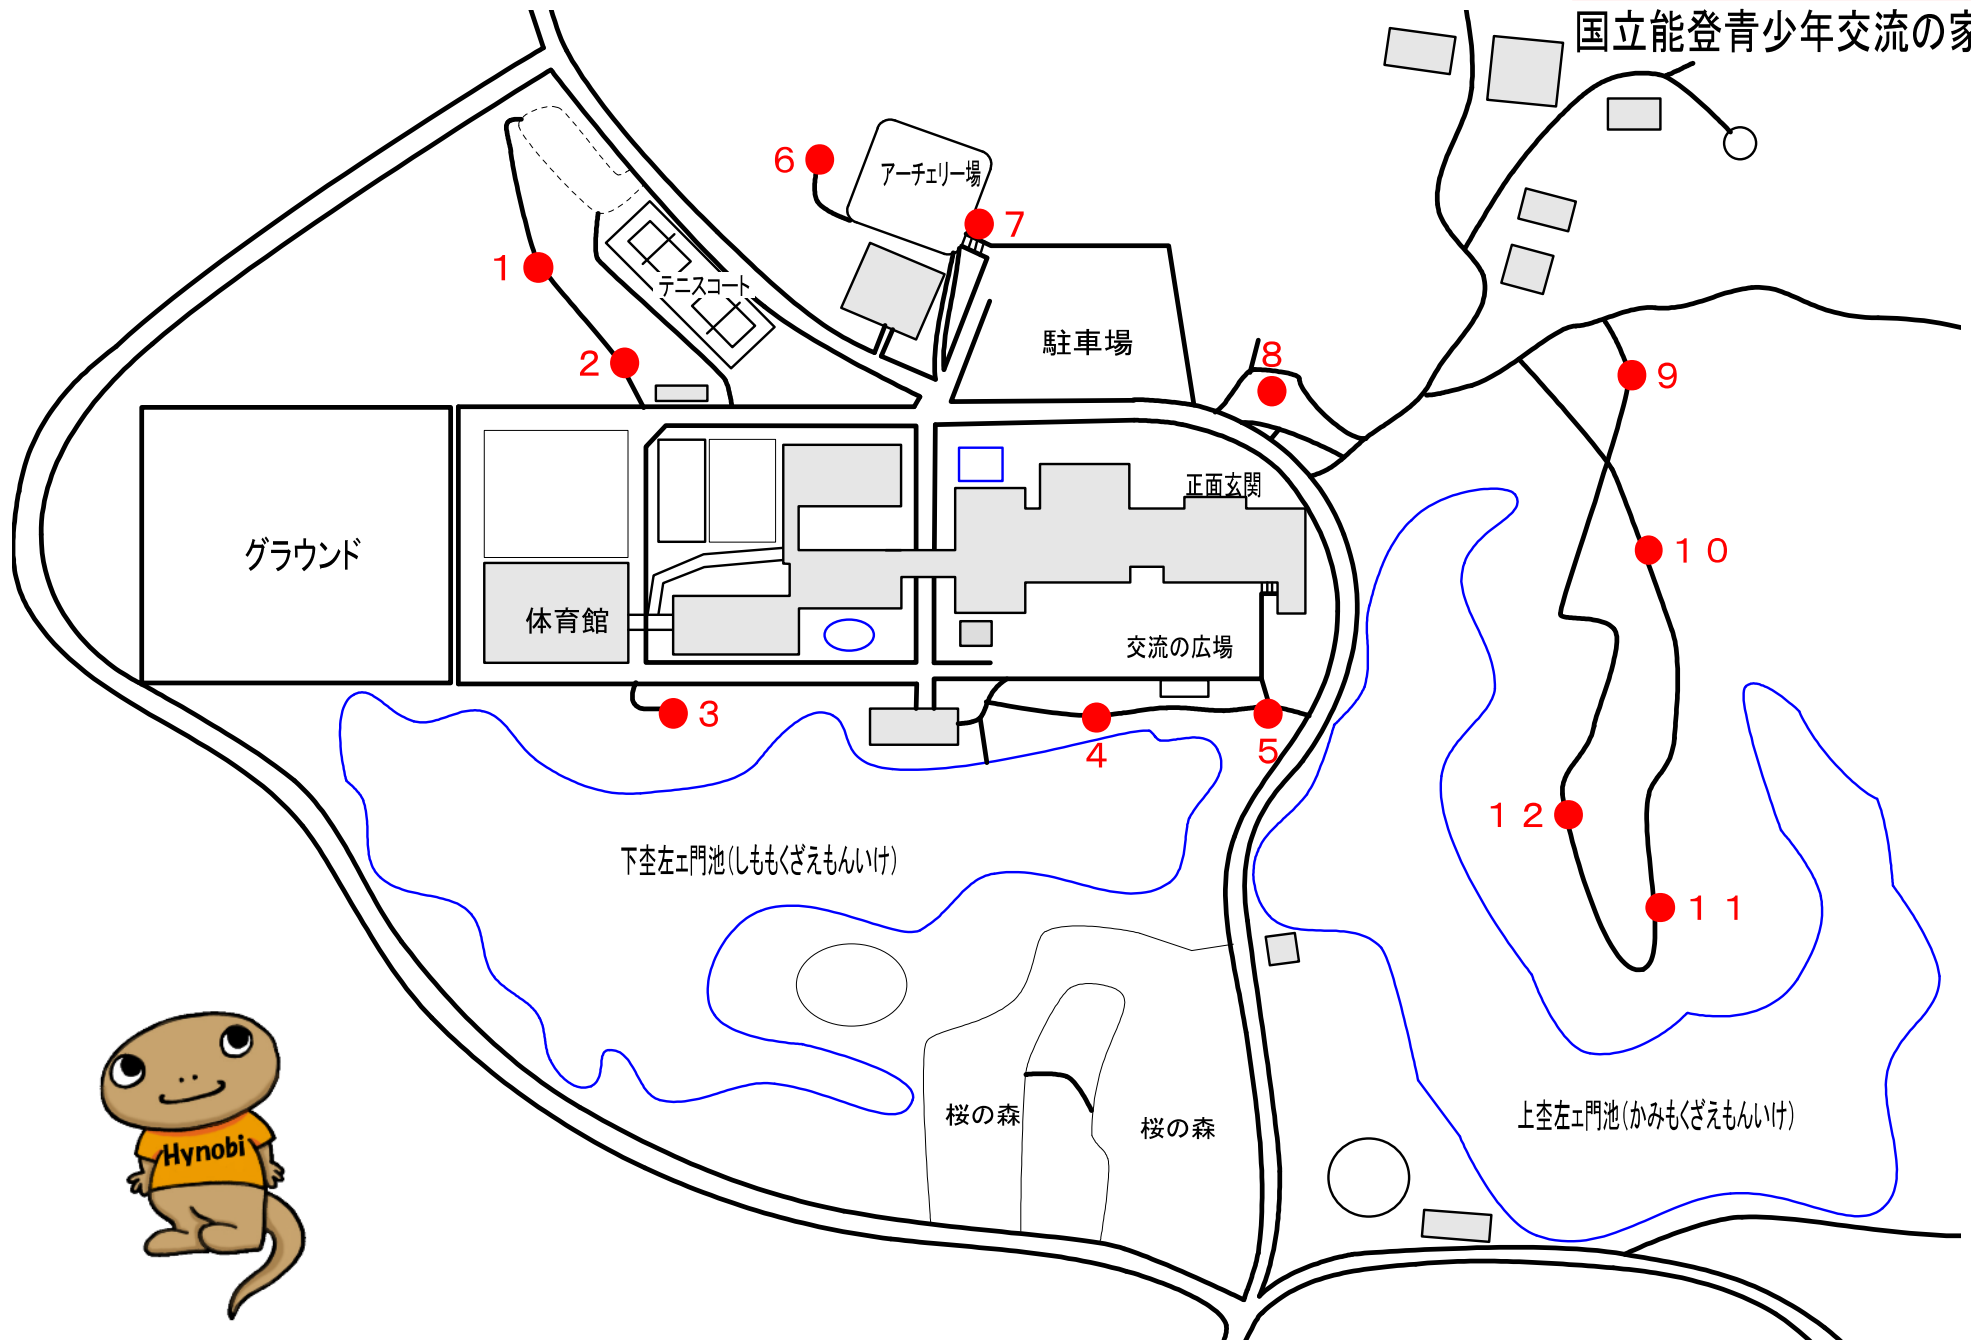 国立能登青少年交流の家
アーチェリー場
6
7
1
テニスコート
駐車場
8
2
9
正面玄関
グラウンド
10
体育館
交流の広場
3
4
5
12
下杢左ェ門池(しももくざえもんいけ)
11
桜の森
桜の森
上杢左ェ門池(かみもくざえもんいけ)
Hynobi